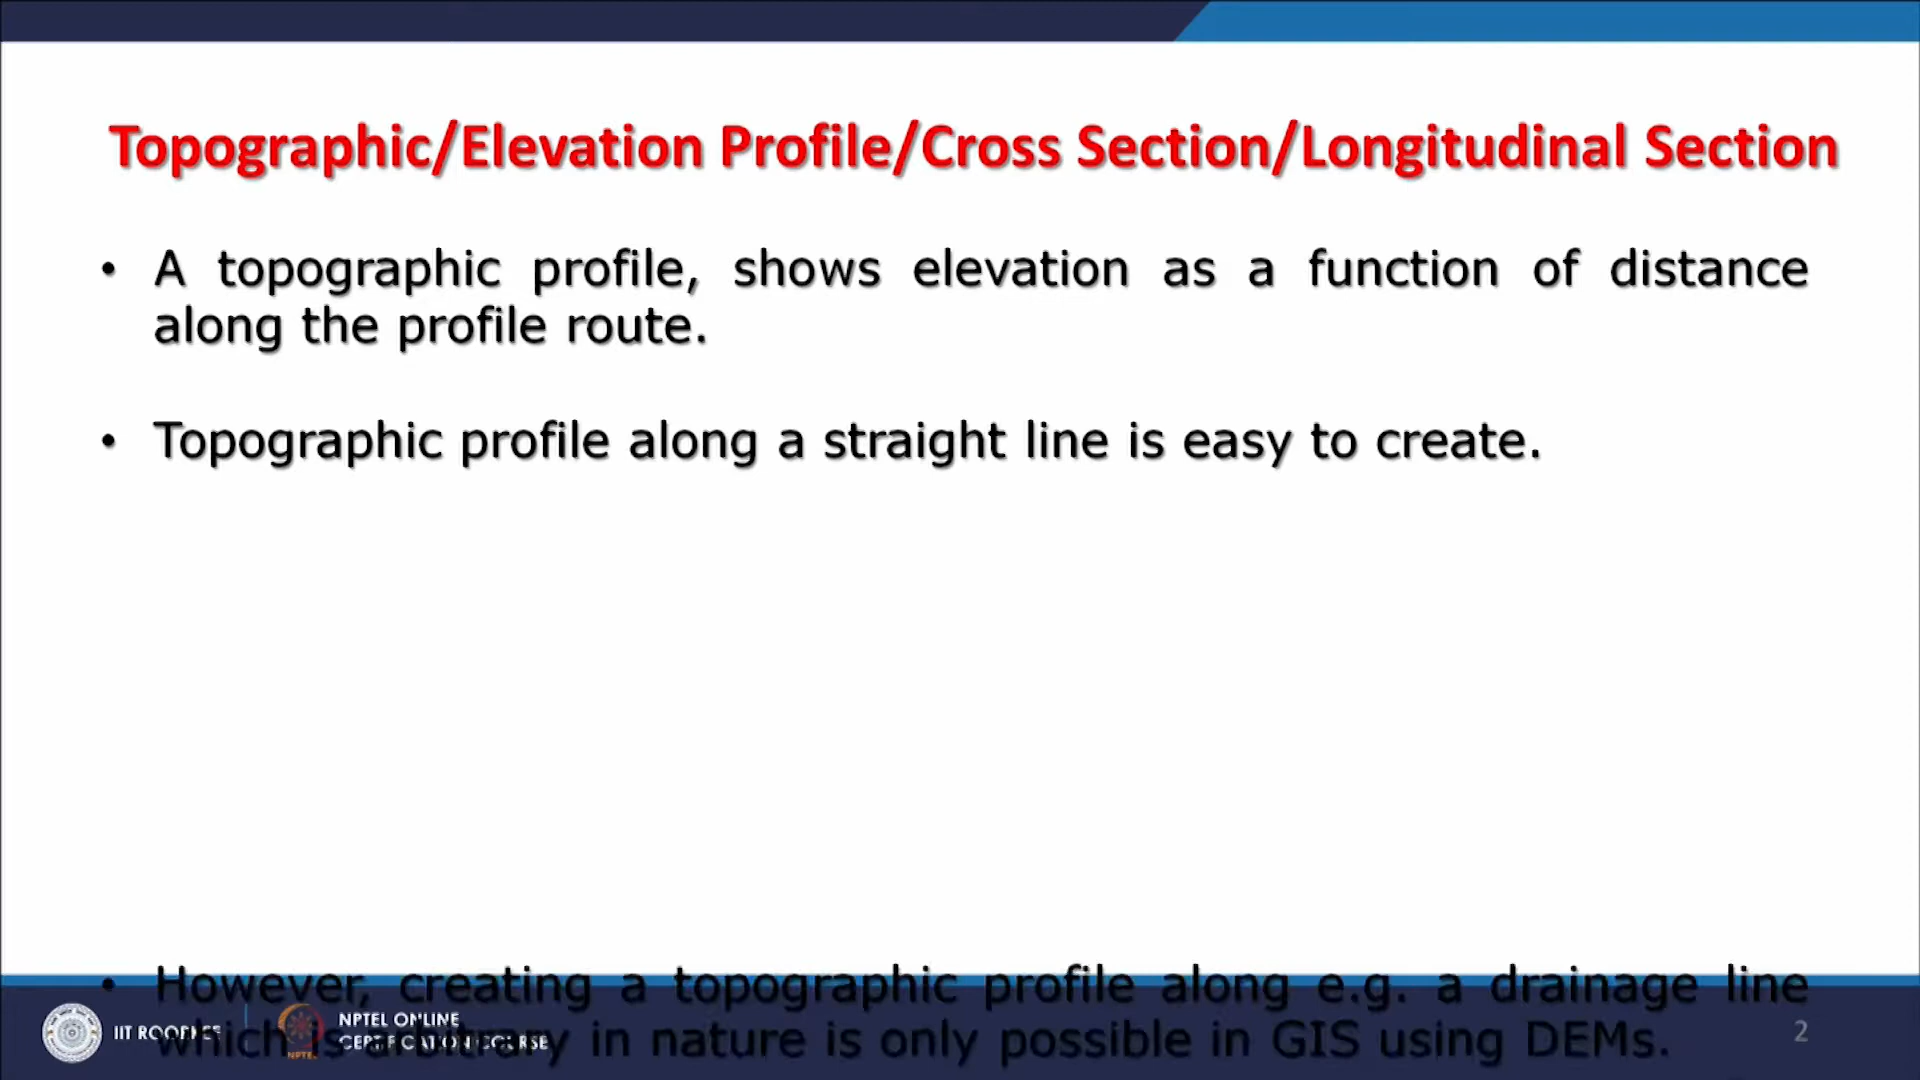 Topographic/Elevation Profile/Cross Section/Longitudinal Section
• A topographic profile, shows elevation as a function of distance
along the profile route.
• Topographic profile along a straight line is easy to create.
• However, creating a topographic profile along e.g. a drainage line
which is arbitrary in nature is only possible in GIS using DEMs.
IIT ROORKEE
NPTEL
NPTEL ONLINE
CERTIFICATION COURSE
2